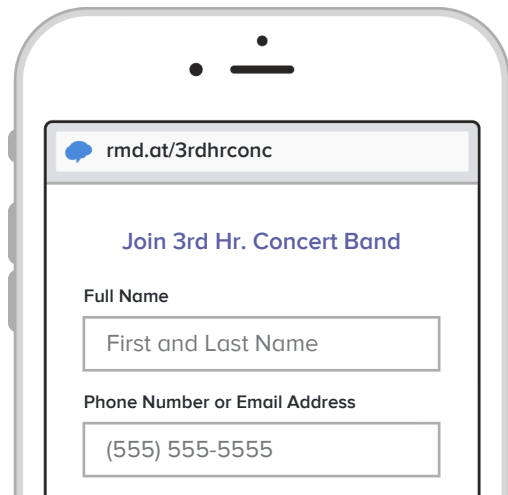 rmd.at/3rdhrconc
Join 3rd Hr. Concert Band
Full Name
First and Last Name
Phone Number or Email Address
(555) 555-5555